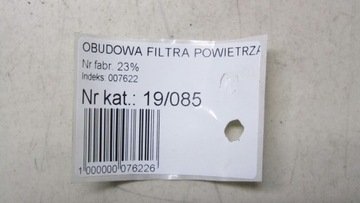 OBUDOWA FILTRA POWIETRZA
Nr fabr. 23%
Indeks: 007622
Nr kat.: 19/085
1 000000 076226